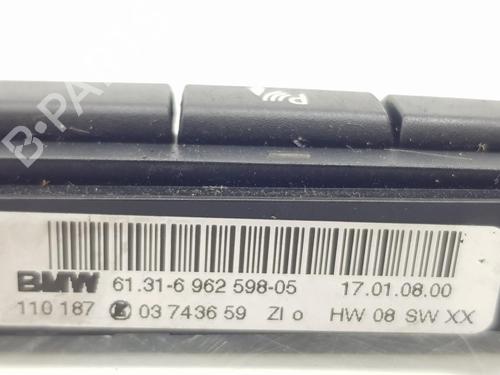 P
B-PARTS
BMW 61.31-6 962 598-05 17.01.08.00
110 187 03 743659 ZI o HW 08 SW XX